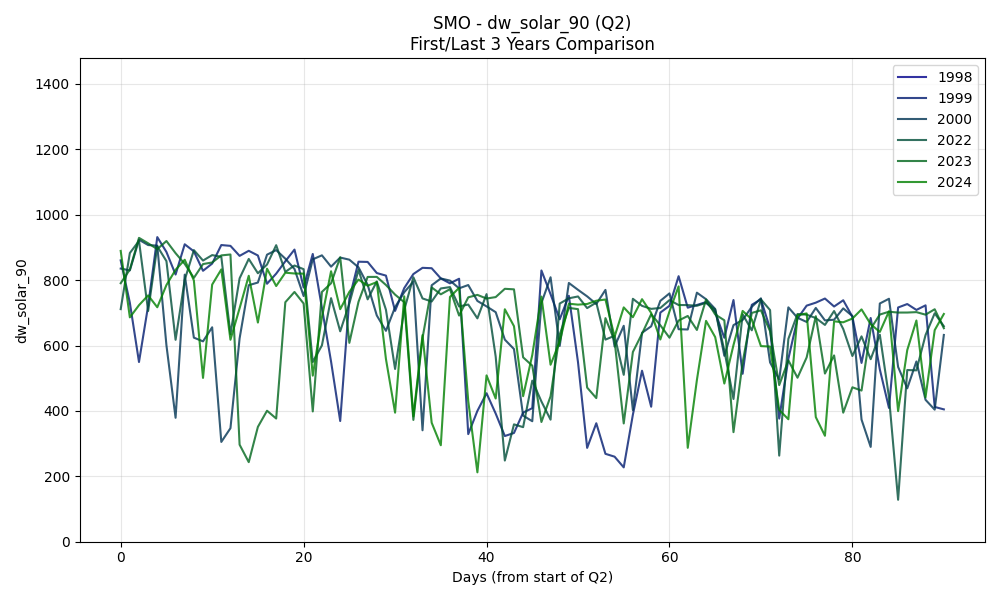 SMO - dw_solar_90 (Q2)
First/Last 3 Years Comparison
1400
1200
1000
800
600
400
200
0
dw_solar_90
0 20 40 60 80
Days (from start of Q2)
1998
1999
2000
2022
2023
2024